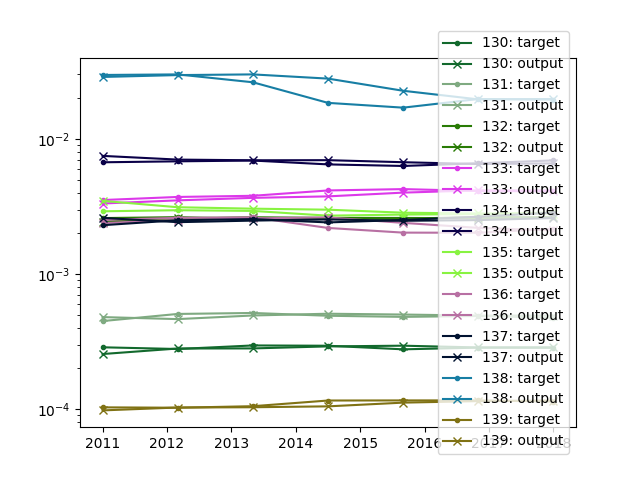 10⁻²
10⁻³
10⁻⁴
2011 2012 2013 2014 2015 2016 2017 2018
130: target
130: output
131: target
131: output
132: target
132: output
133: target
133: output
134: target
134: output
135: target
135: output
136: target
136: output
137: target
137: output
138: target
138: output
139: target
139: output